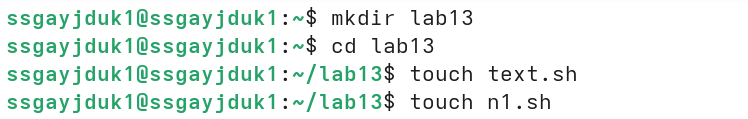 ssgayjduk1@ssgayjduk1:~$ mkdir lab13
ssgayjduk1@ssgayjduk1:~$ cd lab13
ssgayjduk1@ssgayjduk1:~/lab13$ touch text.sh
ssgayjduk1@ssgayjduk1:~/lab13$ touch n1.sh